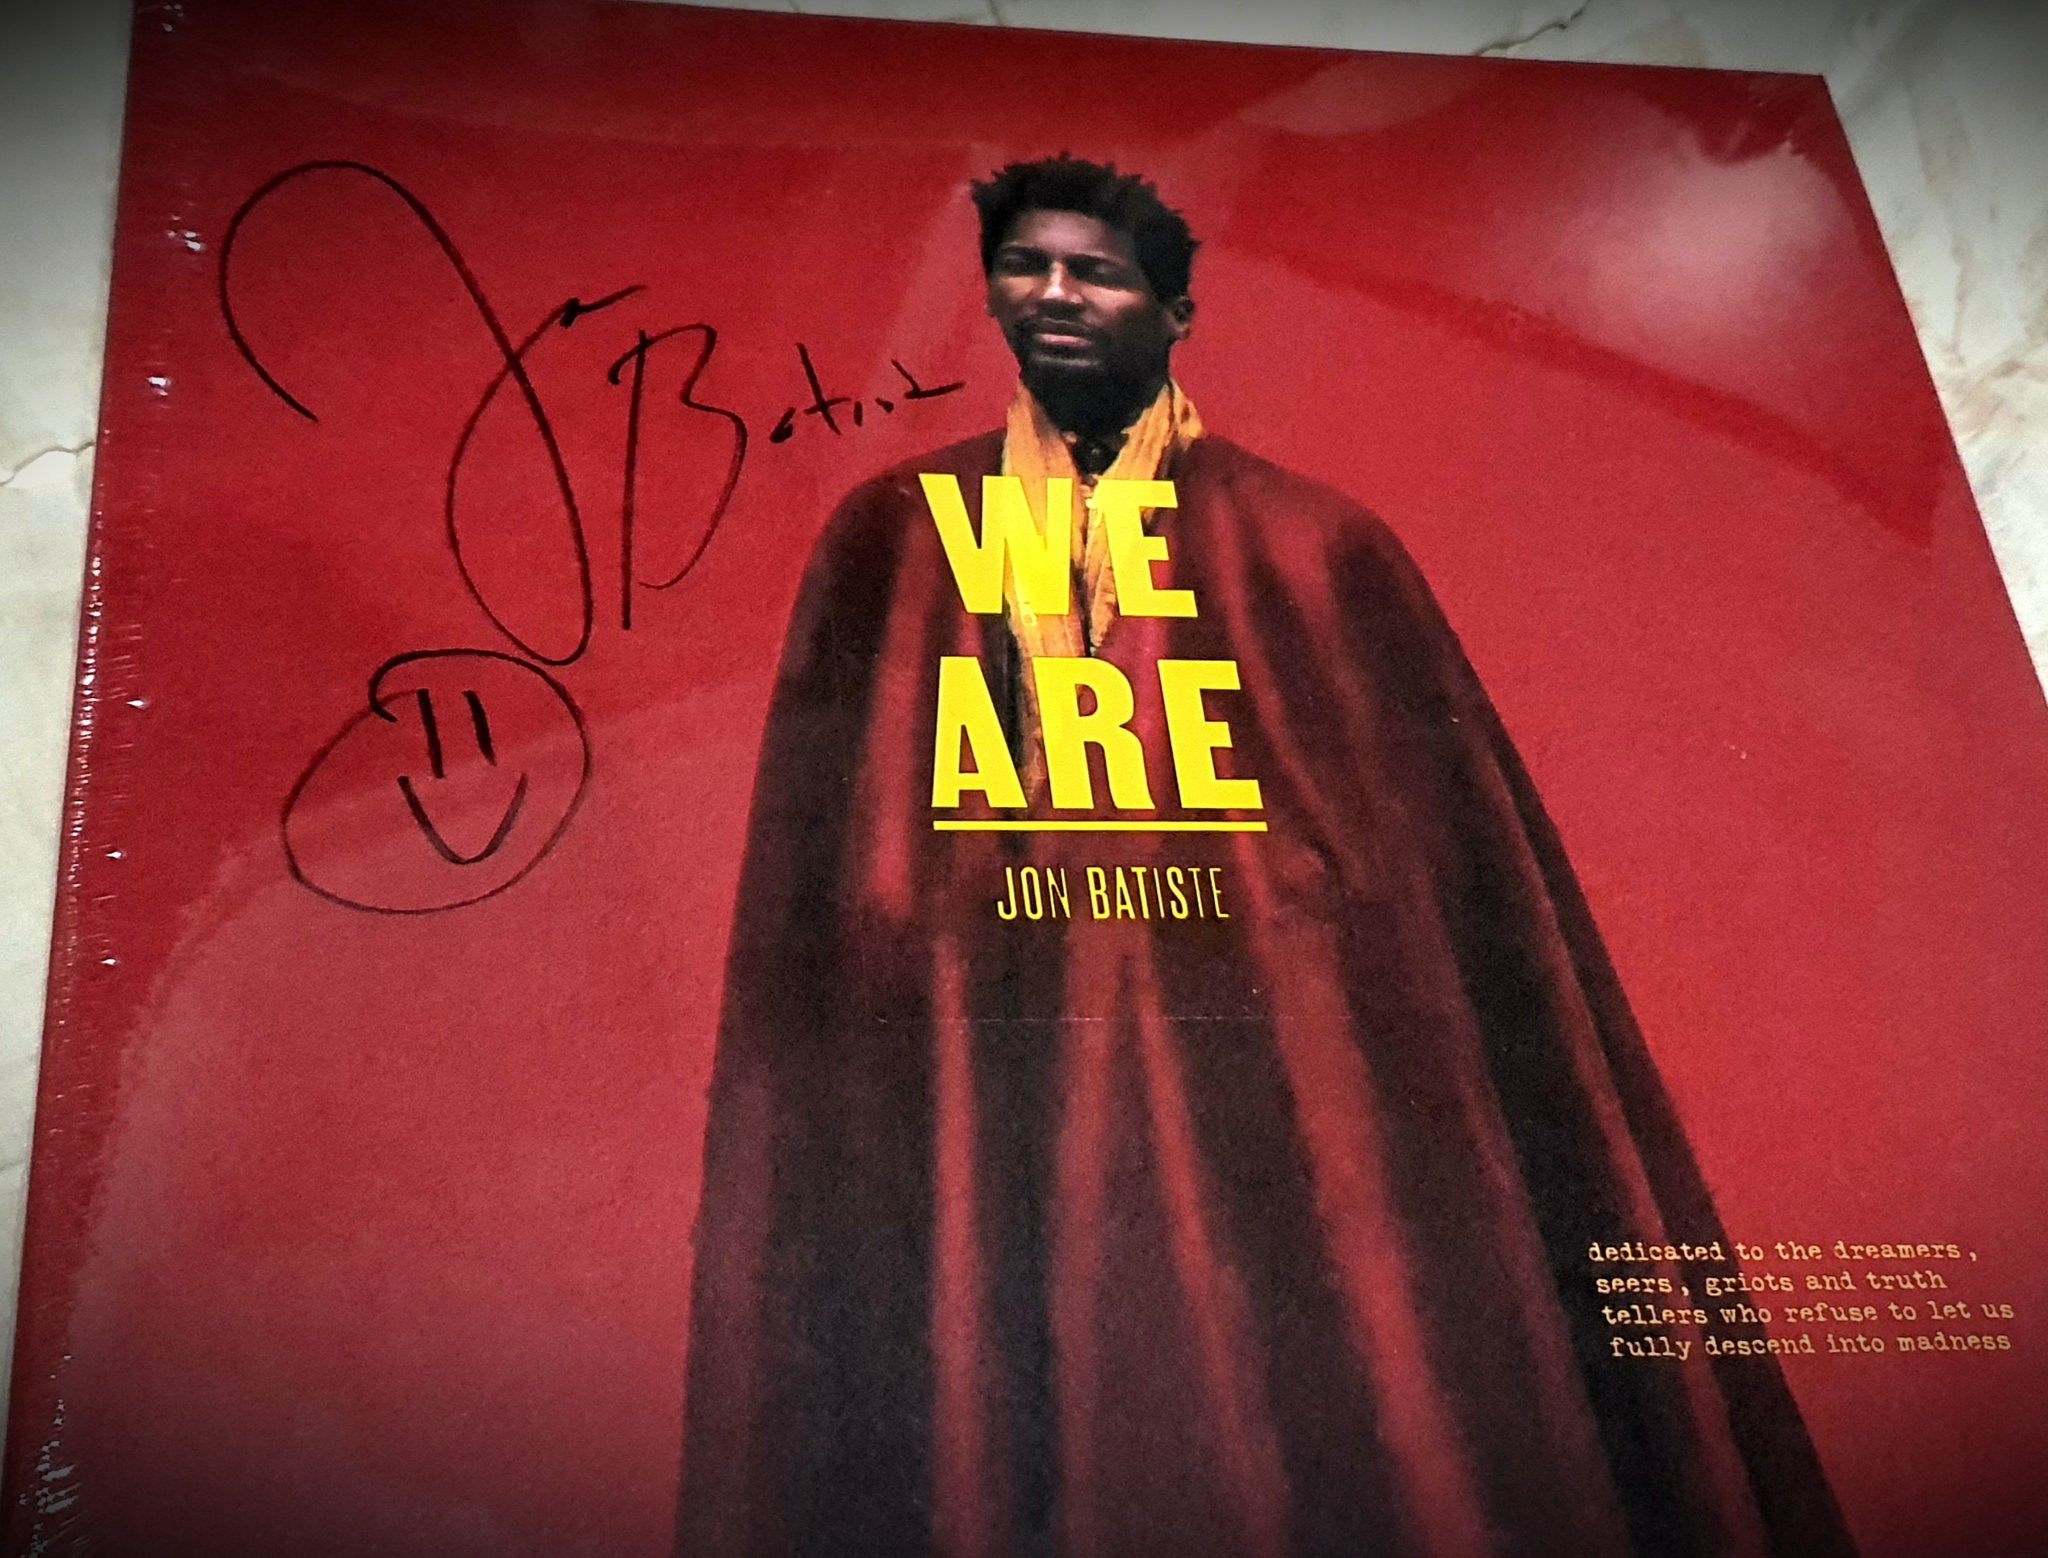 Jon Batiste
WE
ARE
JON BATISTE
dedicated to the dreamers,
seers, griots and truth
tellers who refuse to let us
fully descend into madness